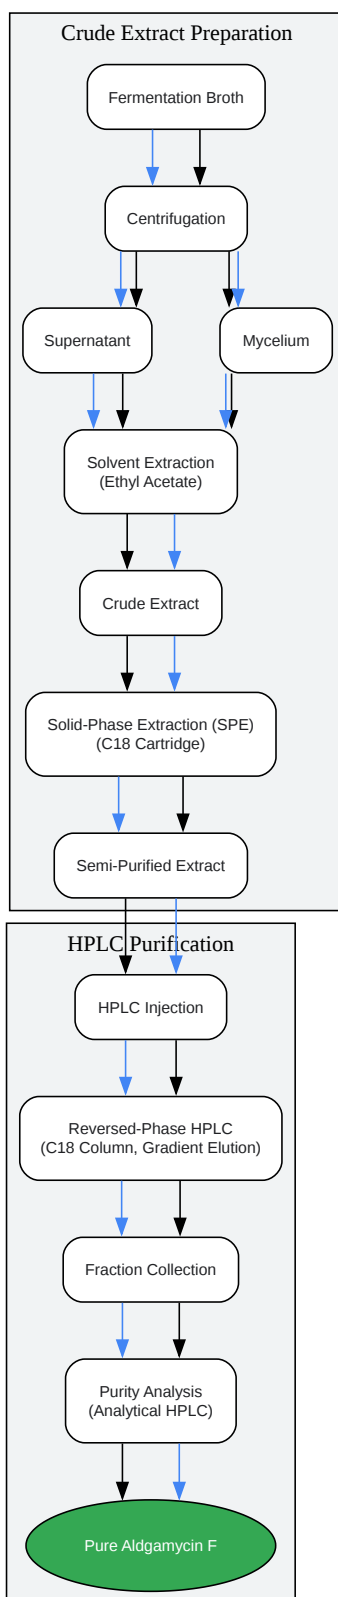 Crude Extract Preparation
Fermentation Broth
Centrifugation
Supernatant
Mycelium
Solvent Extraction
(Ethyl Acetate)
Crude Extract
Solid-Phase Extraction (SPE)
(C18 Cartridge)
Semi-Purified Extract
HPLC Purification
HPLC Injection
Reversed-Phase HPLC
(C18 Column, Gradient Elution)
Fraction Collection
Purity Analysis
(Analytical HPLC)
Pure Aldgamycin F